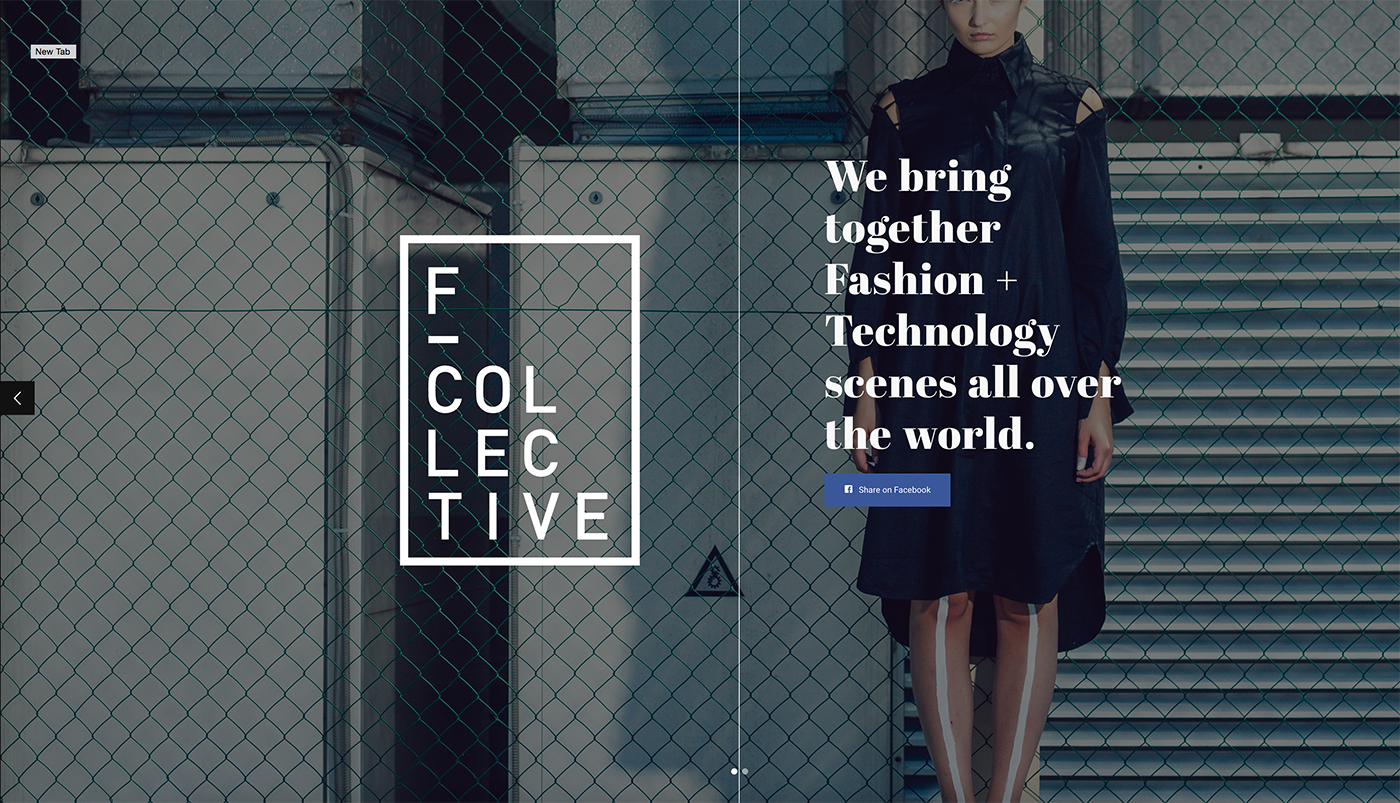 New Tab
F
–
COL
LEC
TIVE
We bring
together
Fashion +
Technology
scenes all over
the world.
Share on Facebook